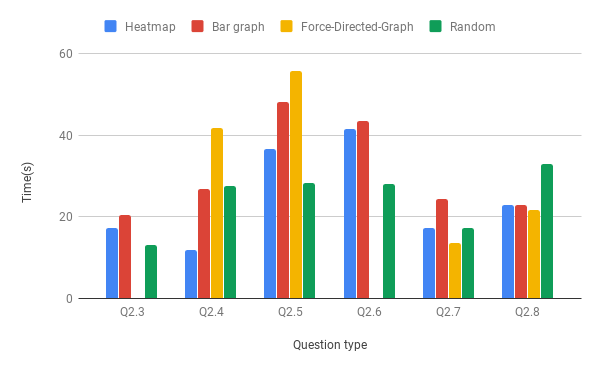 Heatmap Bar graph Force-Directed-Graph Random
60
40
20
0
Time(s)
Q2.3 Q2.4 Q2.5 Q2.6 Q2.7 Q2.8
Question type